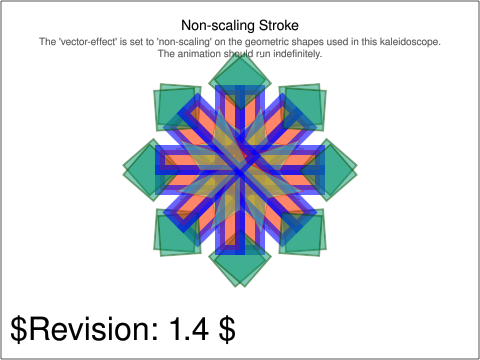 Non-scaling Stroke
The 'vector-effect' is set to 'non-scaling' on the geometric shapes used in this kaleidoscope.
The animation should run indefinitely.
$Revision: 1.4 $